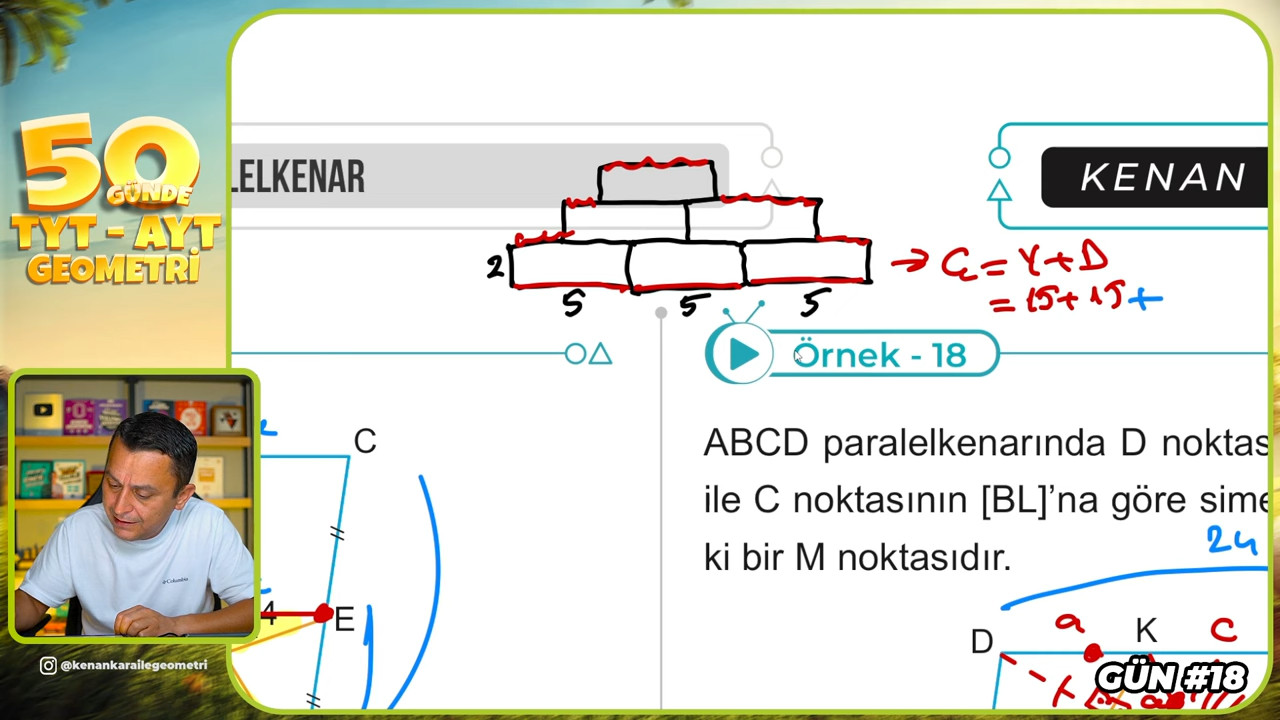 50
GÜNDE
TYT - AYT
GEOMETRİ
LELKENAR
KENAN
2
5 5 5
→ Ç = Y + D
= 15 + 15 +
Örnek - 18
ABCD paralelkenarında D noktas
ile C noktasının [BL]’na göre sime
ki bir M noktasıdır.
24
C
4 E
D a K C
GÜN #18
@kenankarailegeometri